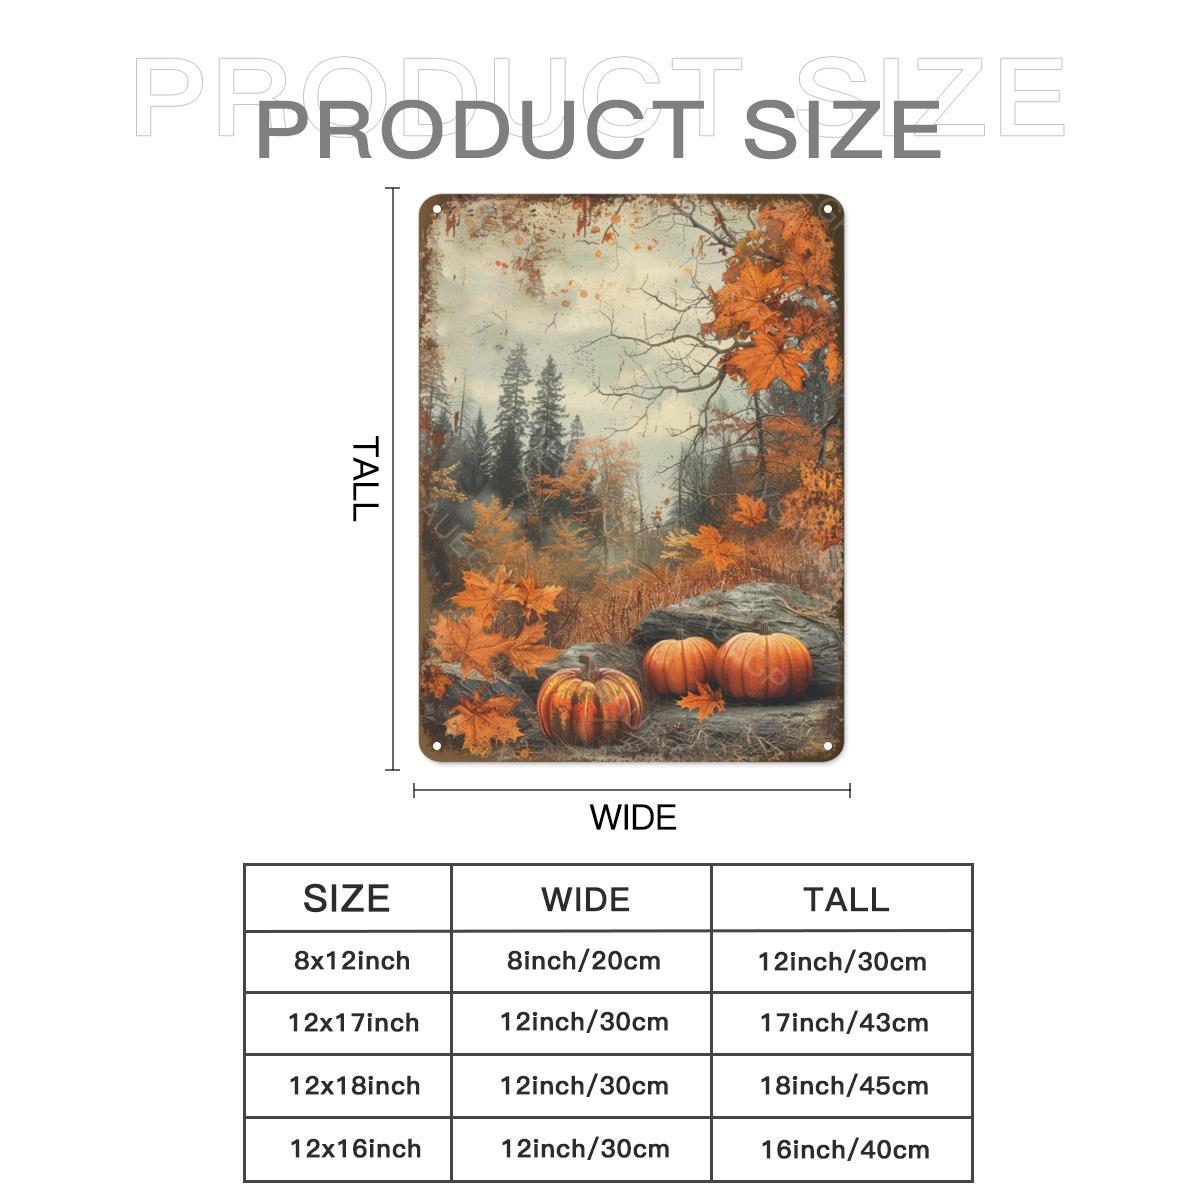 PRODUCT SIZE
PRODUCT SIZE
TALL
WIDE
SIZE WIDE TALL
8x12inch 8inch/20cm 12inch/30cm
12x17inch 12inch/30cm 17inch/43cm
12x18inch 12inch/30cm 18inch/45cm
12x16inch 12inch/30cm 16inch/40cm